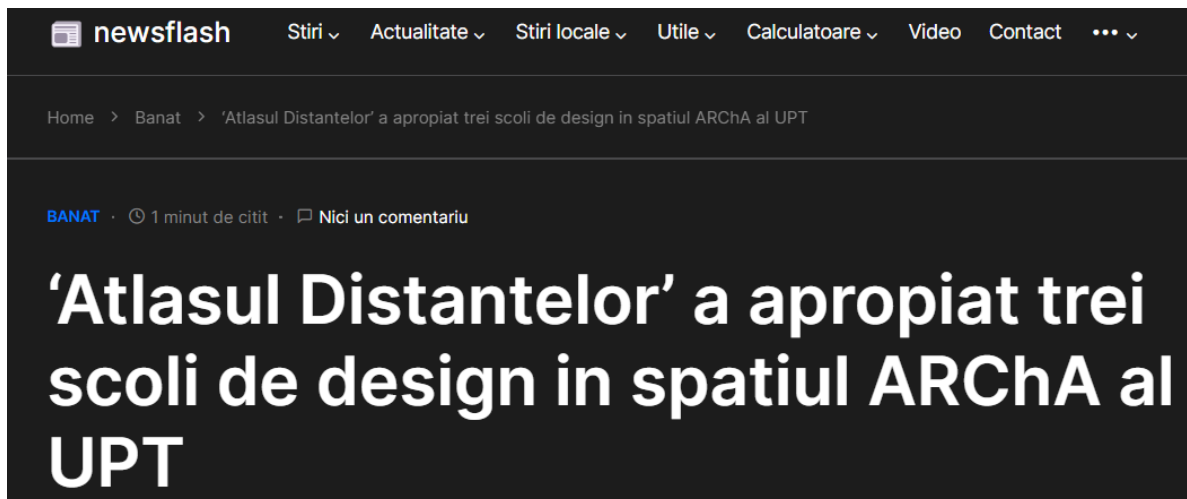 newsflash Stiri Actualitate Stiri locale Utile Calculatoare Video Contact •••
Home > Banat > ‘Atlasul Distantelor’ a apropiat trei scoli de design in spatiul ARChA al UPT
BANAT · 1 minut de citit · Nici un comentariu
‘Atlasul Distantelor’ a apropiat trei
scoli de design in spatiul ARChA al
UPT